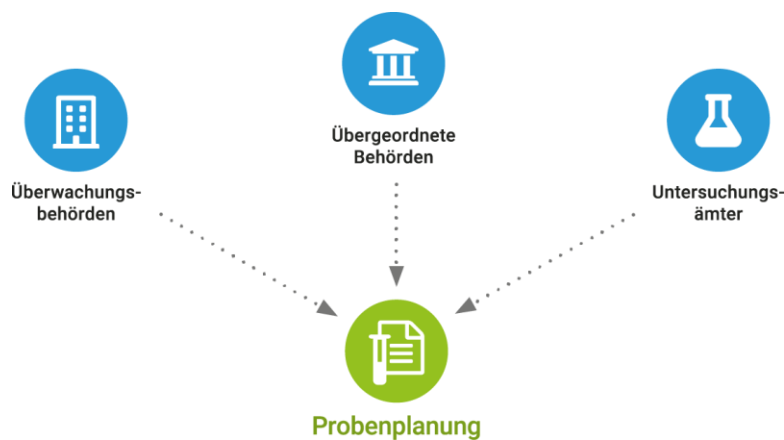 Überwachungs-
behörden
Übergeordnete
Behörden
Untersuchungs-
ämter
Probenplanung